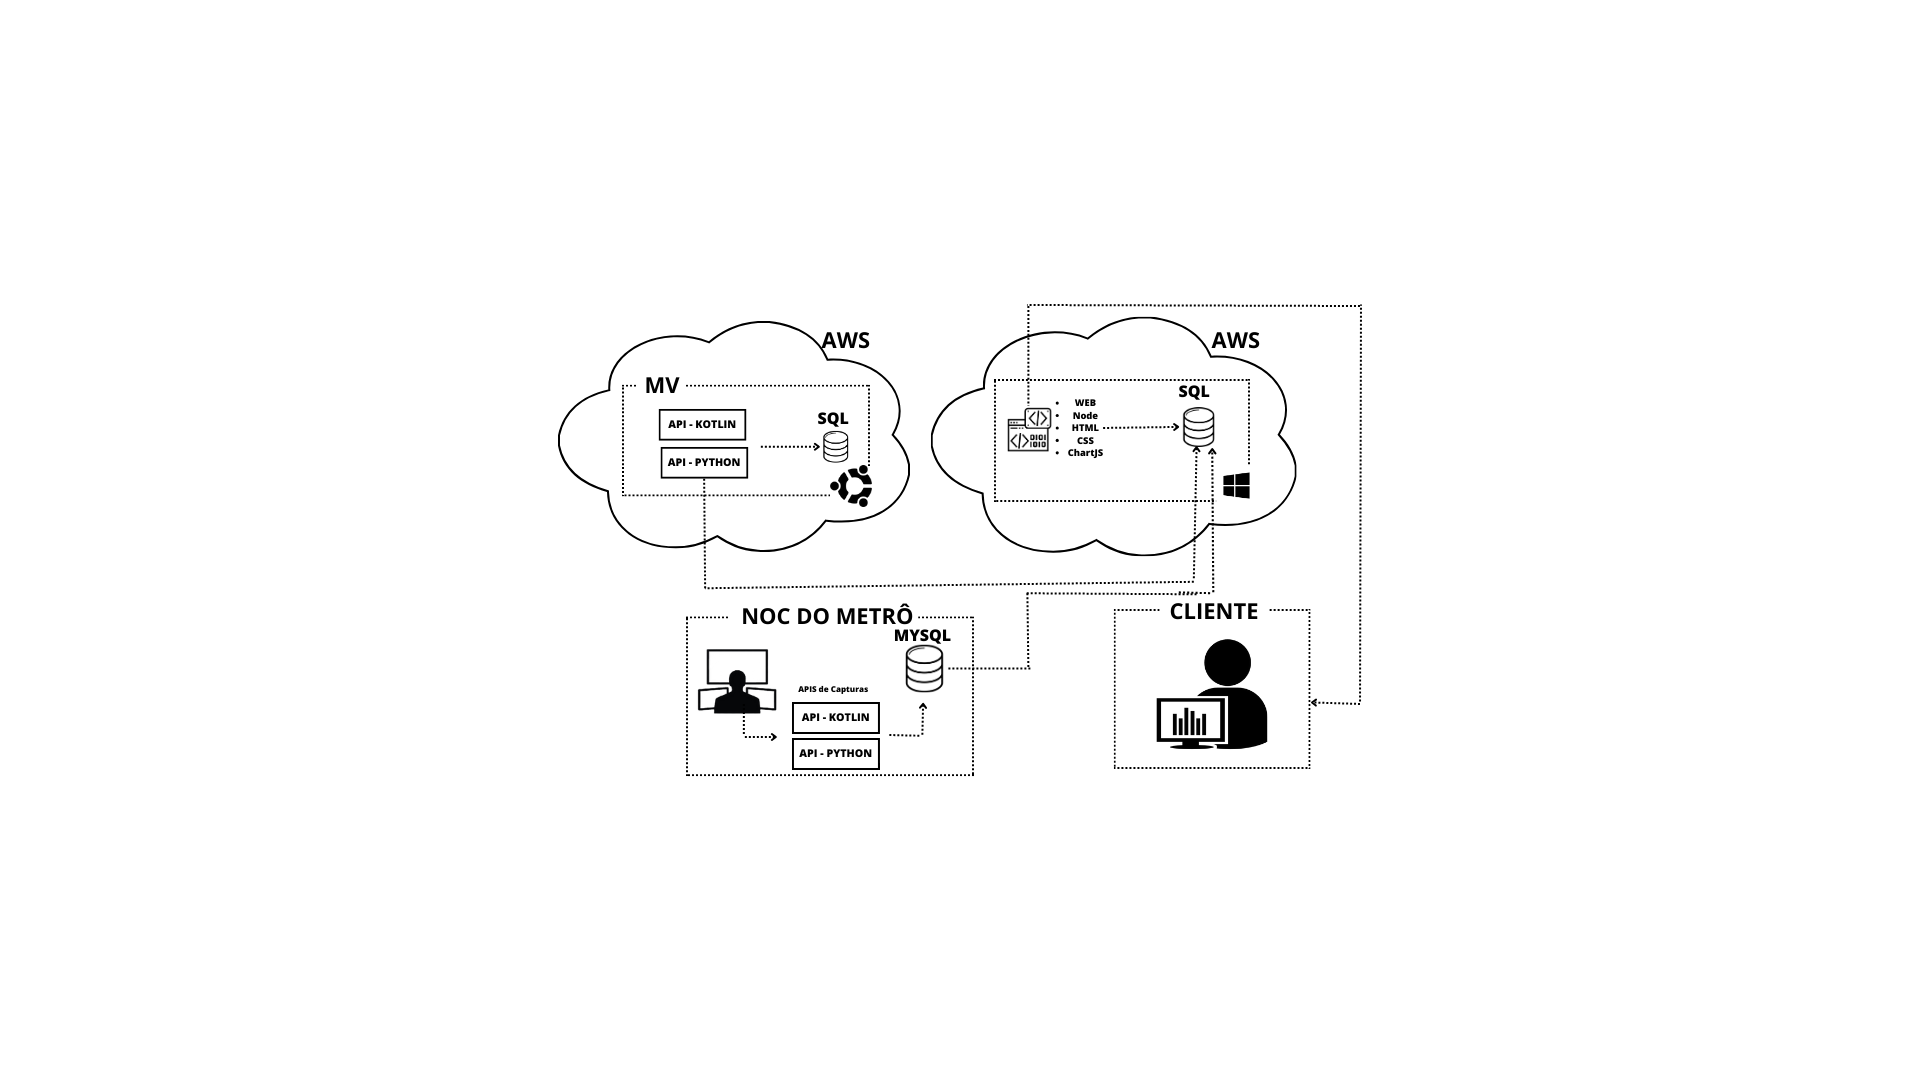 AWS
MV
API - KOTLIN
API - PYTHON
SQL
AWS
SQL
WEB
Node
HTML
CSS
ChartJS
NOC DO METRÔ
MYSQL
APIS de Capturas
API - KOTLIN
API - PYTHON
CLIENTE